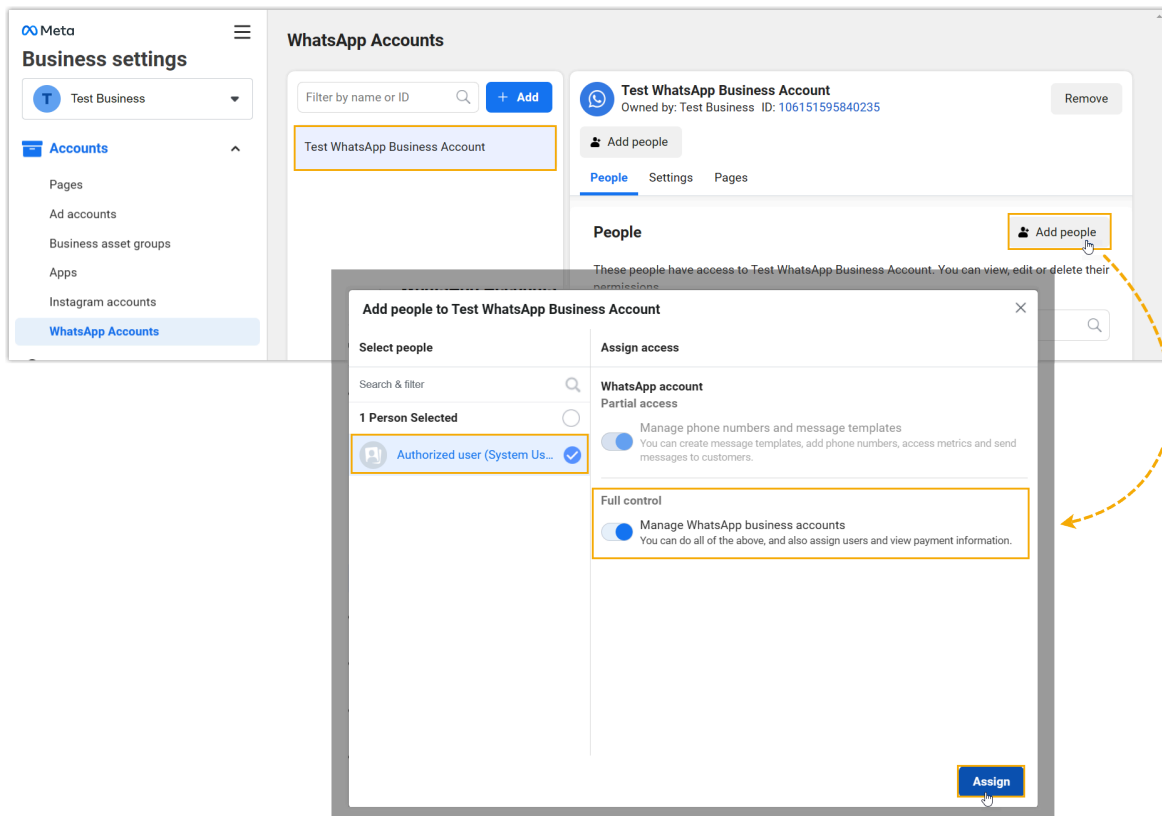 Meta
Business settings
T Test Business
Accounts
Pages
Ad accounts
Business asset groups
Apps
Instagram accounts
WhatsApp Accounts
WhatsApp Accounts
Filter by name or ID
+ Add
Test WhatsApp Business Account
Test WhatsApp Business Account
Owned by: Test Business ID: 106151595840235
Remove
Add people
People Settings Pages
People
Add people
These people have access to Test WhatsApp Business Account. You can view, edit or delete their
permissions
Add people to Test WhatsApp Business Account
Select people
Search & filter
1 Person Selected
Authorized user (System Us...
Assign access
WhatsApp account
Partial access
Manage phone numbers and message templates
You can create message templates, add phone numbers, access metrics and send
messages to customers.
Full control
Manage WhatsApp business accounts
You can do all of the above, and also assign users and view payment information.
Assign